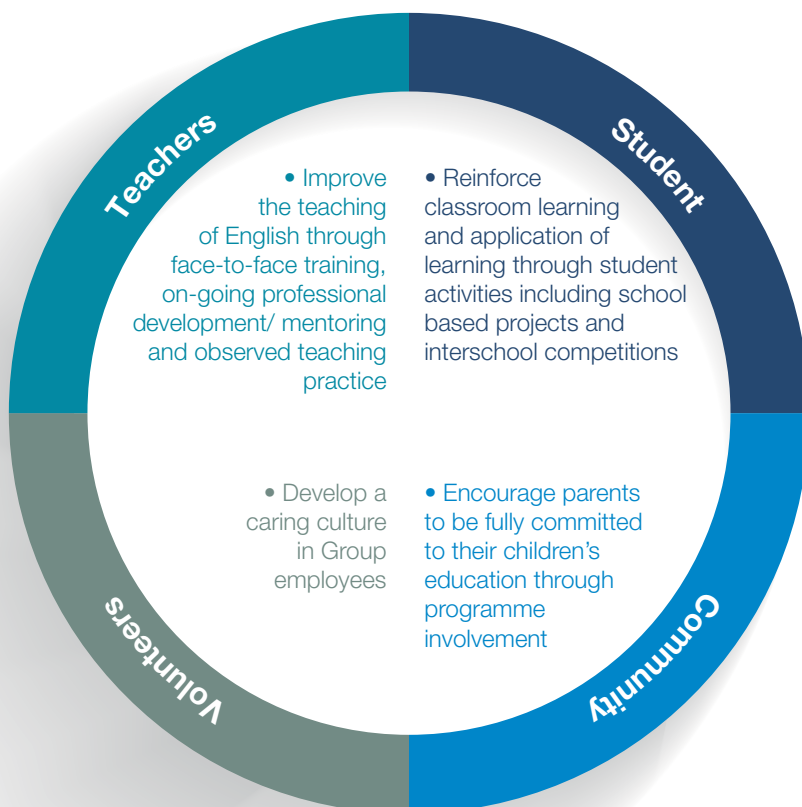 Teachers
• Improve
the teaching
of English through
face-to-face training,
on-going professional
development/ mentoring
and observed teaching
practice
Student
• Reinforce
classroom learning
and application of
learning through student
activities including school
based projects and
interschool competitions
Volunteers
• Develop a
caring culture
in Group
employees
Community
• Encourage parents
to be fully committed
to their children’s
education through
programme
involvement